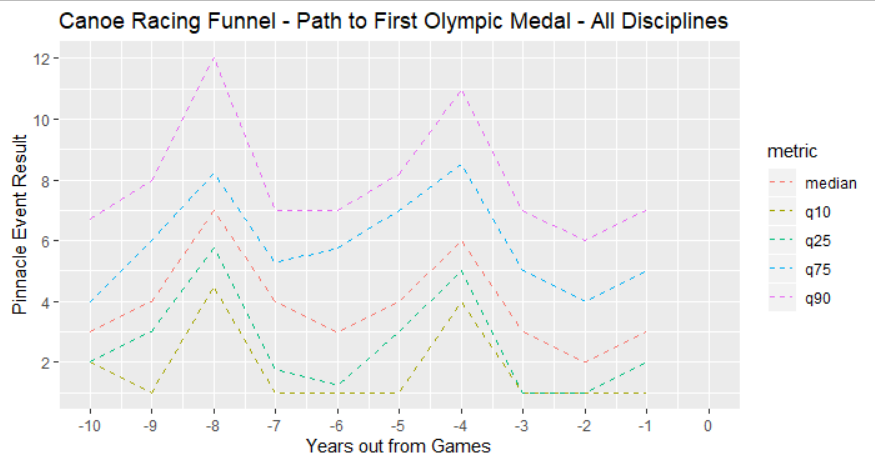 Canoe Racing Funnel - Path to First Olympic Medal - All Disciplines
Pinnacle Event Result
12
10
8
6
4
2
-10 -9 -8 -7 -6 -5 -4 -3 -2 -1 0
Years out from Games
metric
median
q10
q25
q75
q90